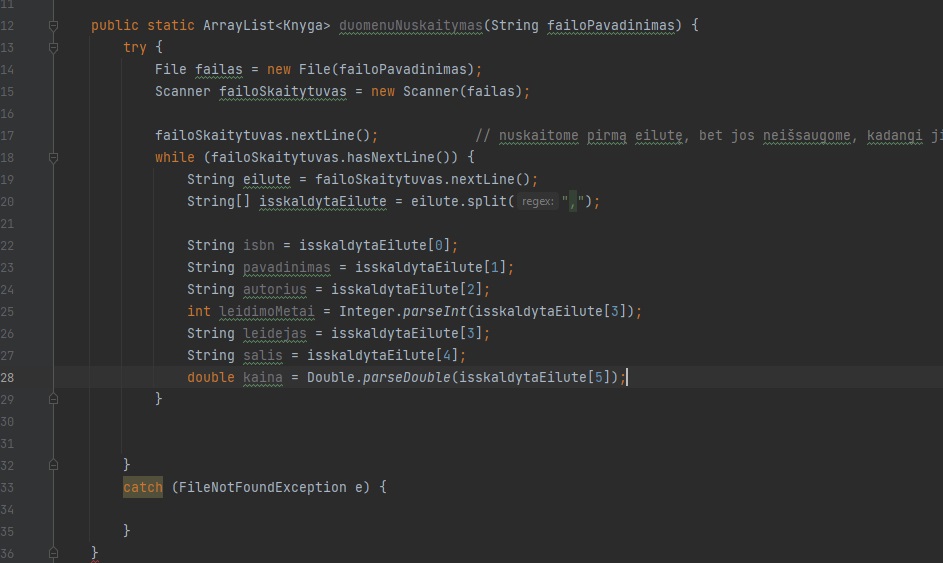 11
12 public static ArrayList<Knyga> duomenuNuskaitymas(String failoPavadinimas) {
13 try {
14 File failas = new File(failoPavadinimas);
15 Scanner failoSkaitytuvas = new Scanner(failas);
16
17 failoSkaitytuvas.nextLine(); // nuskaitome pirmą eilutę, bet jos neišsaugome, kadangi ji
18 while (failoSkaitytuvas.hasNextLine()) {
19 String eilute = failoSkaitytuvas.nextLine();
20 String[] isskaldytaEilute = eilute.split( regex: ",");
21
22 String isbn = isskaldytaEilute[0];
23 String pavadinimas = isskaldytaEilute[1];
24 String autorius = isskaldytaEilute[2];
25 int leidimoMetai = Integer.parseInt(isskaldytaEilute[3]);
26 String leidejas = isskaldytaEilute[3];
27 String salis = isskaldytaEilute[4];
28 double kaina = Double.parseDouble(isskaldytaEilute[5]);
29 }
30
31
32 }
33 catch (FileNotFoundException e) {
34
35 }
36 }